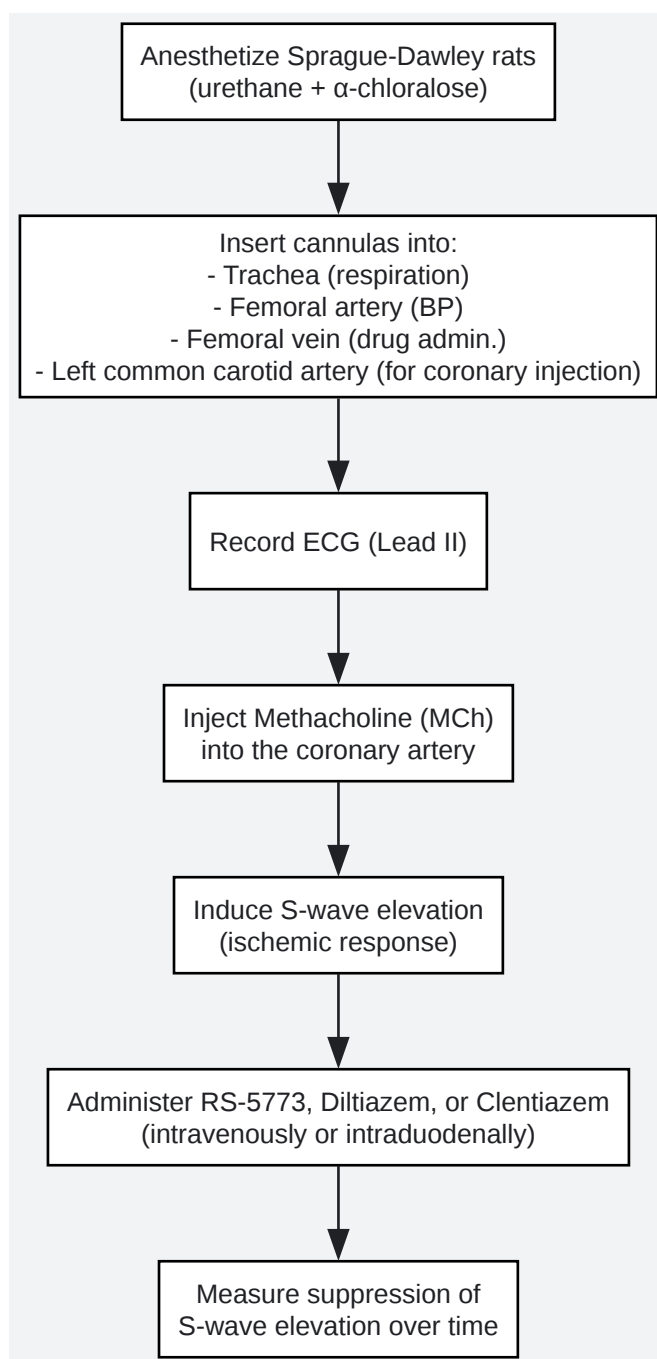 Anesthetize Sprague-Dawley rats
(urethane + α-chloralose)
Insert cannulas into:
- Trachea (respiration)
- Femoral artery (BP)
- Femoral vein (drug admin.)
- Left common carotid artery (for coronary injection)
Record ECG (Lead II)
Inject Methacholine (MCh)
into the coronary artery
Induce S-wave elevation
(ischemic response)
Administer RS-5773, Diltiazem, or Clentiazem
(intravenously or intraduodenally)
Measure suppression of
S-wave elevation over time